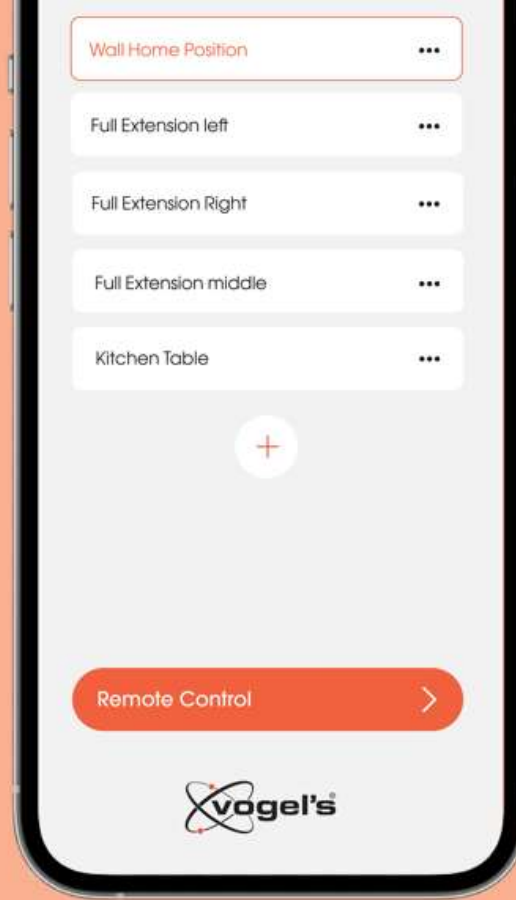 Wall Home Position
Full Extension left
Full Extension Right
Full Extension middle
Kitchen Table
Remote Control
vogel's